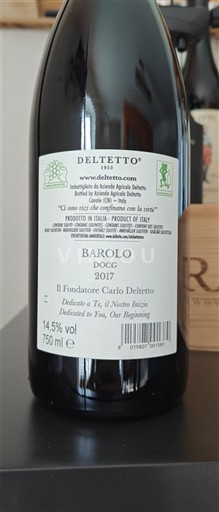 DELTETTO®
1953
www.deltetto.com
Imbottigliato da Azienda Agricola Deltetto
Bottled by Azienda Agricola Deltetto
Canale (CN) - Italy
"Ci sono vizi che confinano con la virtù"
PRODOTTO IN ITALIA - PRODUCT OF ITALY
BAROLO
DOCG
2017
Il Fondatore Carlo Deltetto
Dedicato a Te, il Nostro Inizio
Dedicated to You, Our Beginning
14,5% vol
750 ml e